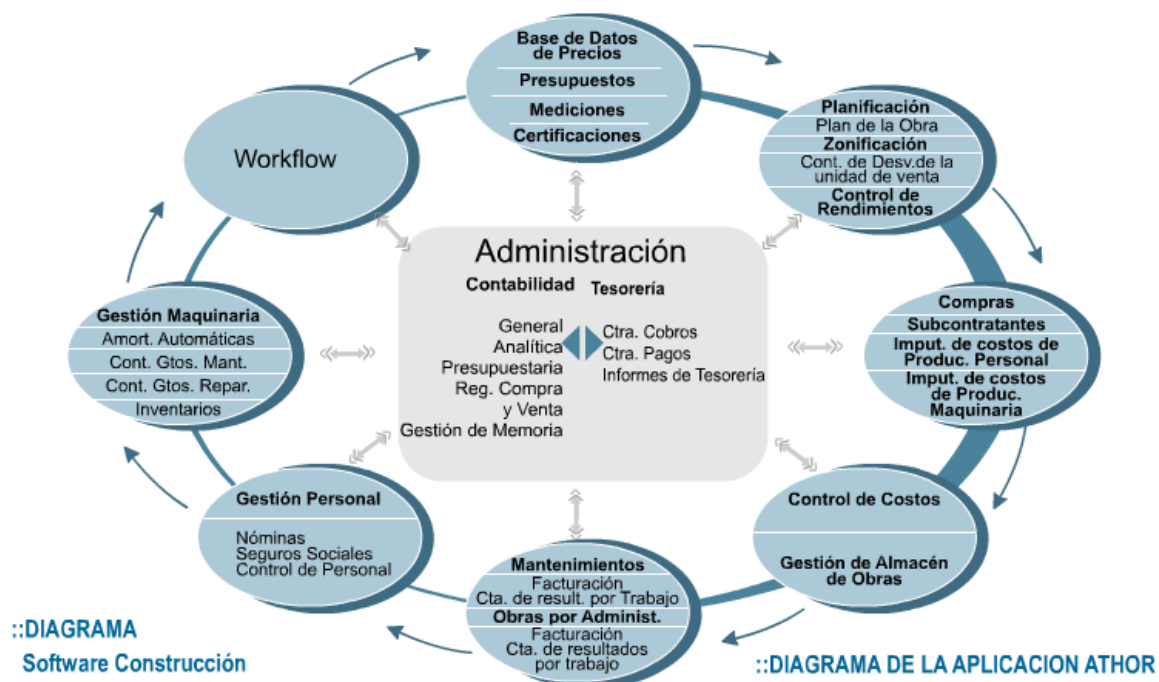 Base de Datos
de Precios
Presupuestos
Mediciones
Certificaciones
Planificación
Plan de la Obra
Zonificación
Cont. de Desv.de la
unidad de venta
Control de
Rendimientos
Workflow
Administración
Contabilidad
Tesorería
General
Analítica
Presupuestaria
Reg. Compra
y Venta
Gestión de Memoria
Ctra. Cobros
Ctra. Pagos
Informes de Tesorería
Compras
Subcontratantes
Imput. de costos de
Produc. Personal
Imput. de costos
de Produc.
Maquinaria
Gestión Maquinaria
Amort. Automáticas
Cont. Gtos. Mant.
Cont. Gtos. Repar.
Inventarios
Gestión Personal
Nóminas
Seguros Sociales
Control de Personal
Control de Costos
Gestión de Almacén
de Obras
Mantenimientos
Facturación
Cta. de result. por Trabajo
Obras por Administ.
Facturación
Cta. de resultados
por trabajo
::DIAGRAMA
Software Construcción
::DIAGRAMA DE LA APLICACION ATHOR